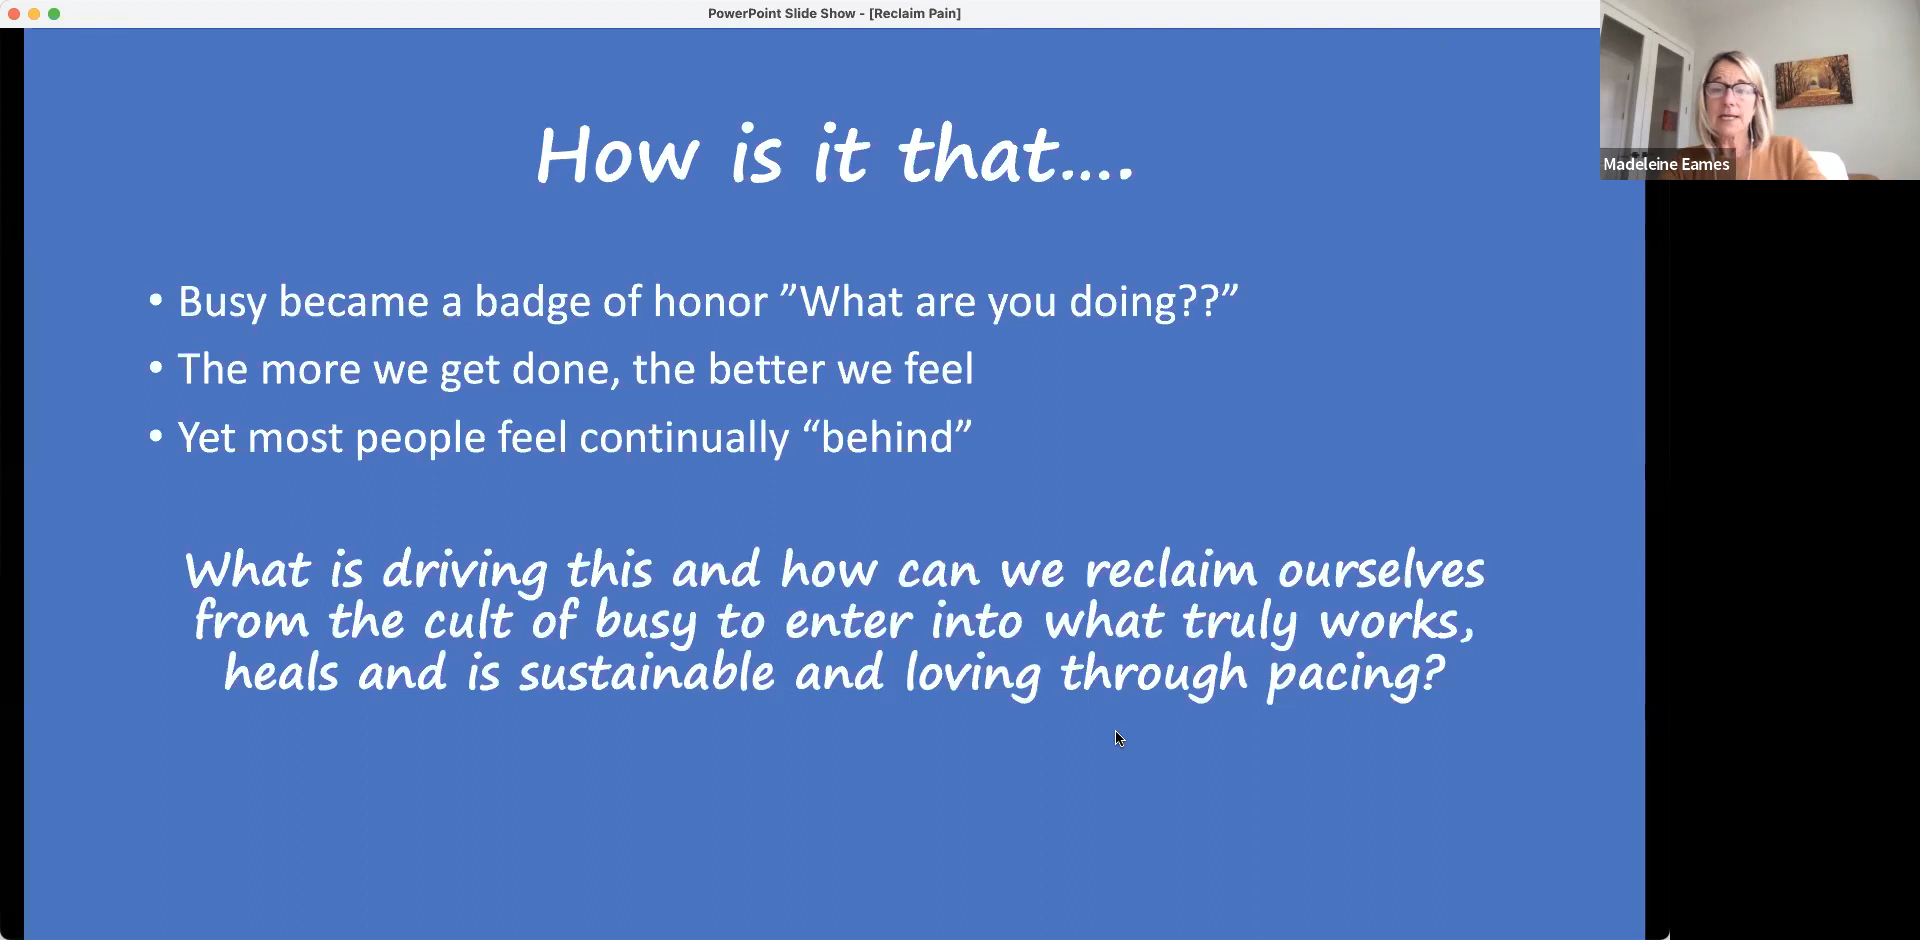 PowerPoint Slide Show - [Reclaim Pain]
Madeleine Eames
How is it that....
• Busy became a badge of honor ”What are you doing??”
• The more we get done, the better we feel
• Yet most people feel continually “behind”
What is driving this and how can we reclaim ourselves
from the cult of busy to enter into what truly works,
heals and is sustainable and loving through pacing?